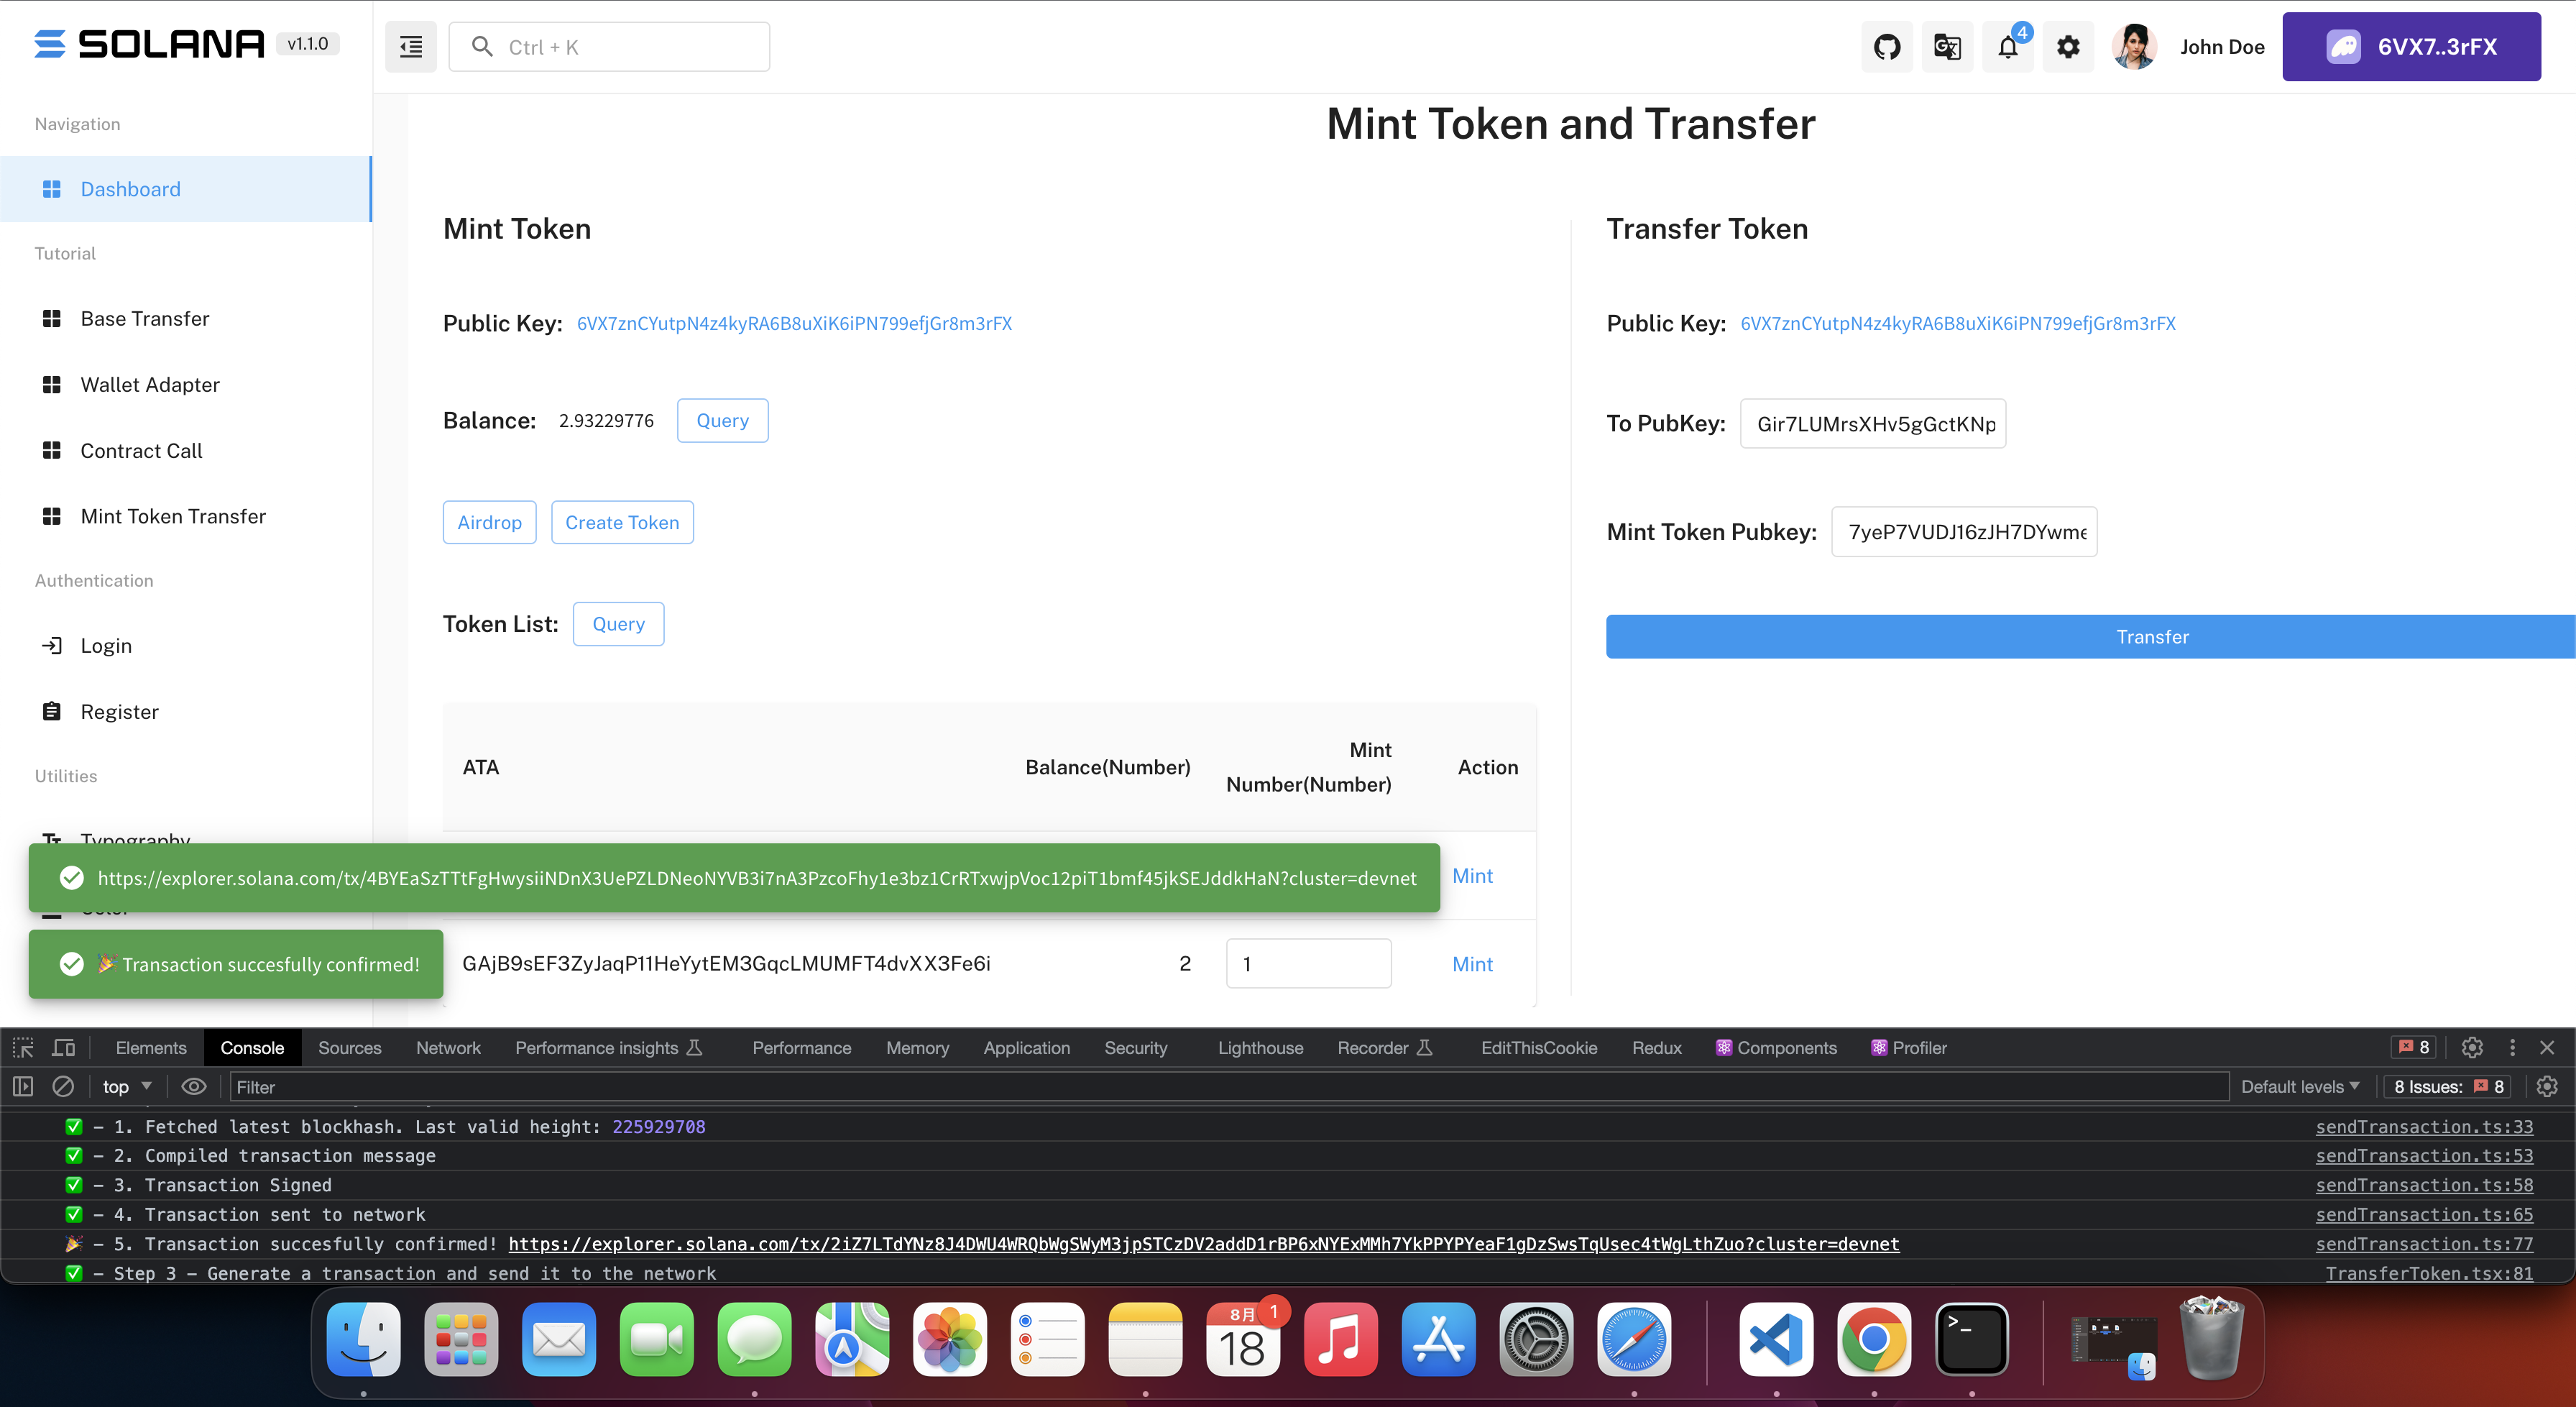 SOLANA v1.1.0
Ctrl + K
4
John Doe
6VX7..3rFX
Navigation
Dashboard
Tutorial
Base Transfer
Wallet Adapter
Contract Call
Mint Token Transfer
Authentication
Login
Register
Utilities
Typography
Mint Token and Transfer
Mint Token
Public Key: 6VX7znCYutpN4z4kyRA6B8uXiK6iPN799efjGr8m3rFX
Balance: 2.93229776 Query
Airdrop Create Token
Token List: Query
ATA Balance(Number) Mint Number(Number) Action
Mint
GAjB9sEF3ZyJaqP11HeYytEM3GqcLMUMFT4dvXX3Fe6i 2 1 Mint
Transfer Token
Public Key: 6VX7znCYutpN4z4kyRA6B8uXiK6iPN799efjGr8m3rFX
To PubKey: Gir7LUMrsXHv5gGctKNp
Mint Token Pubkey: 7yeP7VUDJ16zJH7DYwme
Transfer
https://explorer.solana.com/tx/4BYEaSzTTtFgHwysiiNDnX3UePZLDNeoNYVB3i7nA3PzcoFhy1e3bz1CrRTxwjpVoc12piT1bmf45jkSEJddkHaN?cluster=devnet
🎉 Transaction succesfully confirmed!
Elements Console Sources Network Performance insights Performance Memory Application Security Lighthouse Recorder EditThisCookie Redux Components Profiler 8
top Filter Default levels 8 Issues: 8
✅ – 1. Fetched latest blockhash. Last valid height: 225929708 sendTransaction.ts:33
✅ – 2. Compiled transaction message sendTransaction.ts:53
✅ – 3. Transaction Signed sendTransaction.ts:58
✅ – 4. Transaction sent to network sendTransaction.ts:65
🎉 – 5. Transaction succesfully confirmed! https://explorer.solana.com/tx/2iZ7LTdYNz8J4DWU4WRQbWgSWyM3jpSTCzDV2addD1rBP6xNYExMMh7YkPPYPYeaF1gDzSwsTqUsec4tWgLthZuo?cluster=devnet sendTransaction.ts:77
✅ – Step 3 – Generate a transaction and send it to the network TransferToken.tsx:81
8月 1
18